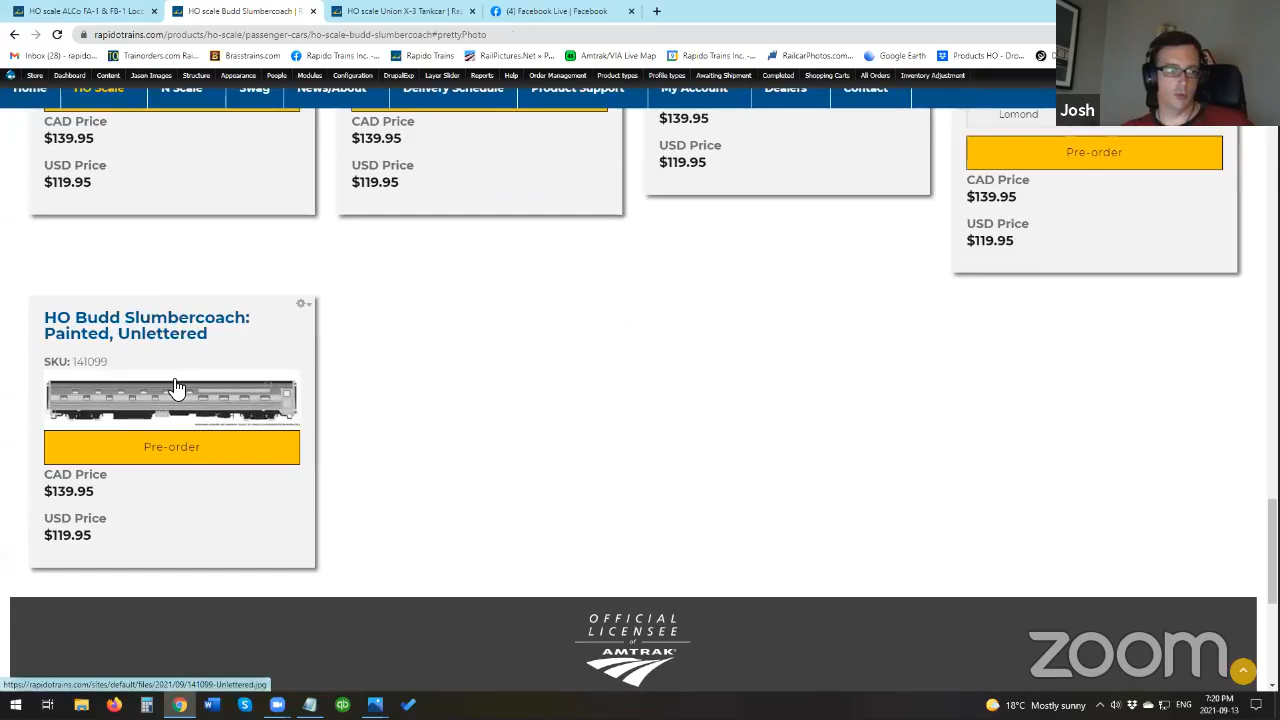 HO scale ALCo FA-1 & FB-1 Loco
HO scale Budd Slumbercoach | R
HO scale Union X-3 Tankcar | Ra
(4) Facebook Live | Facebook
rapidotrains.com/products/ho-scale/passenger-cars/ho-scale-budd-slumbercoach#prettyPhoto
Inbox (28) - rapido... Trainorders.com Rai... Brasstrains.com Rapido Trains Inc. -... Rapido Trains RailPictures.Net » P... Amtrak/VIA Live Map Rapido Trains Inc. -... RailcarPhotos.com! Google Earth Products HO - Dro...
Store Dashboard Content Jason Images Structure Appearance People Modules Configuration DrupalExp Layer Slider Reports Help Order Management Product types Profile types Awaiting Shipment Completed Shopping Carts All Orders Inventory Adjustment
Home HO Scale N Scale Swag News/About Delivery Schedule Product Support My Account Dealers Contact
Josh
CAD Price
$139.95
USD Price
$119.95
CAD Price
$139.95
USD Price
$119.95
$139.95
USD Price
$119.95
Lomond
Pre-order
CAD Price
$139.95
USD Price
$119.95
HO Budd Slumbercoach:
Painted, Unlettered
SKU: 141099
Pre-order
CAD Price
$139.95
USD Price
$119.95
OFFICIAL
LICENSEE
of
AMTRAK
zoom
https://rapidotrains.com/sites/default/files/2021/09/141099-Unlettered.jpg
18°C Mostly sunny
ENG
7:20 PM
2021-09-13